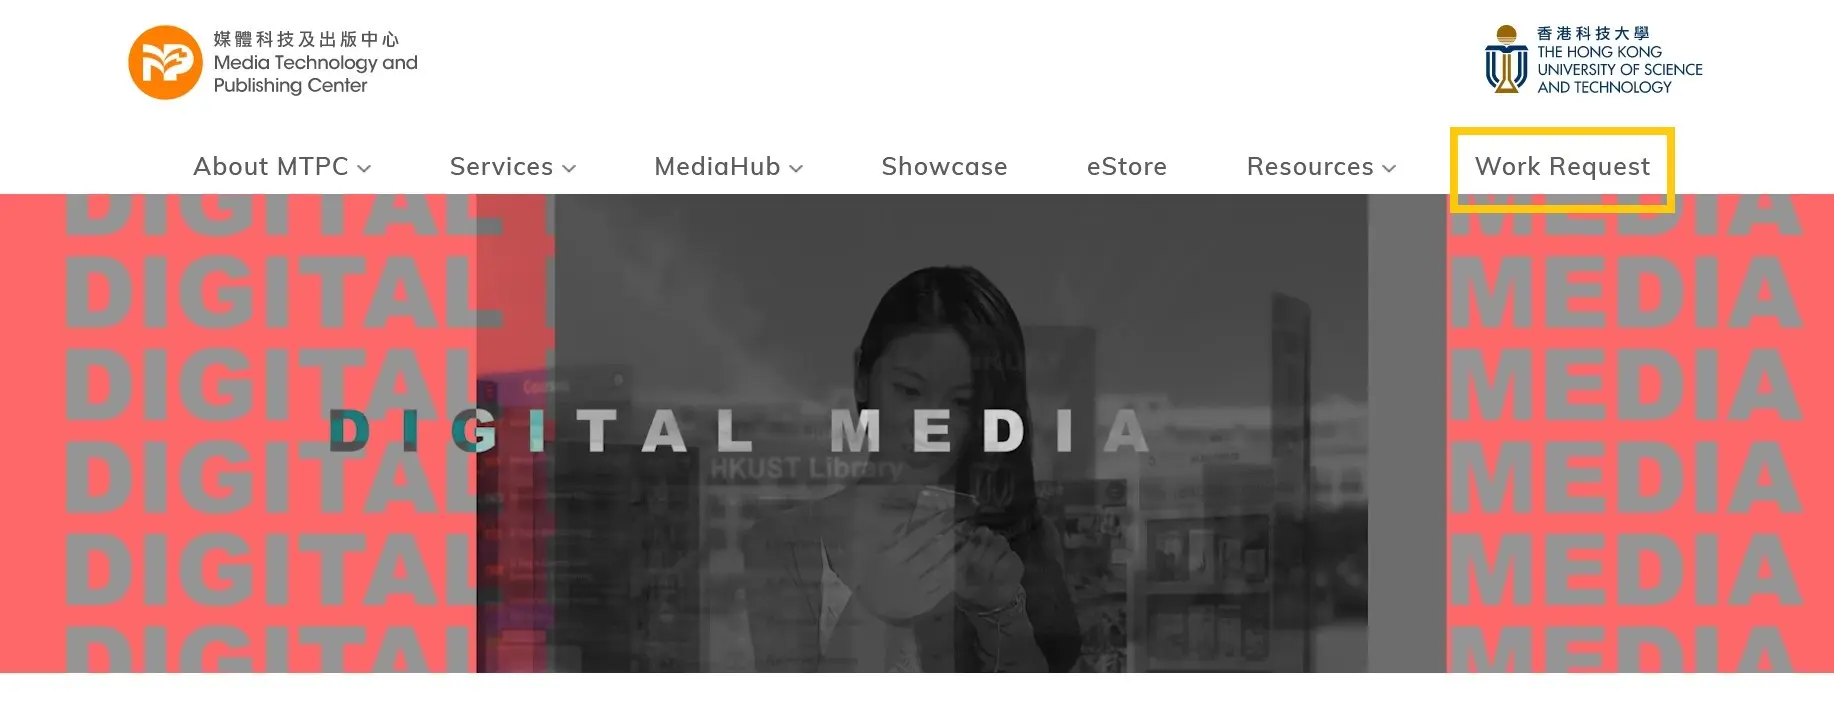 媒體科技及出版中心
Media Technology and
Publishing Center
香港科技大學
THE HONG KONG
UNIVERSITY OF SCIENCE
AND TECHNOLOGY
About MTPC
Services
MediaHub
Showcase
eStore
Resources
Work Request
DIGITAL
MEDIA
DIGITAL
MEDIA
DIGITAL
MEDIA
DIGITAL MEDIA
HKUST Library
DIGITAL
MEDIA
DIGITAL
MEDIA
DIGITAL
MEDIA